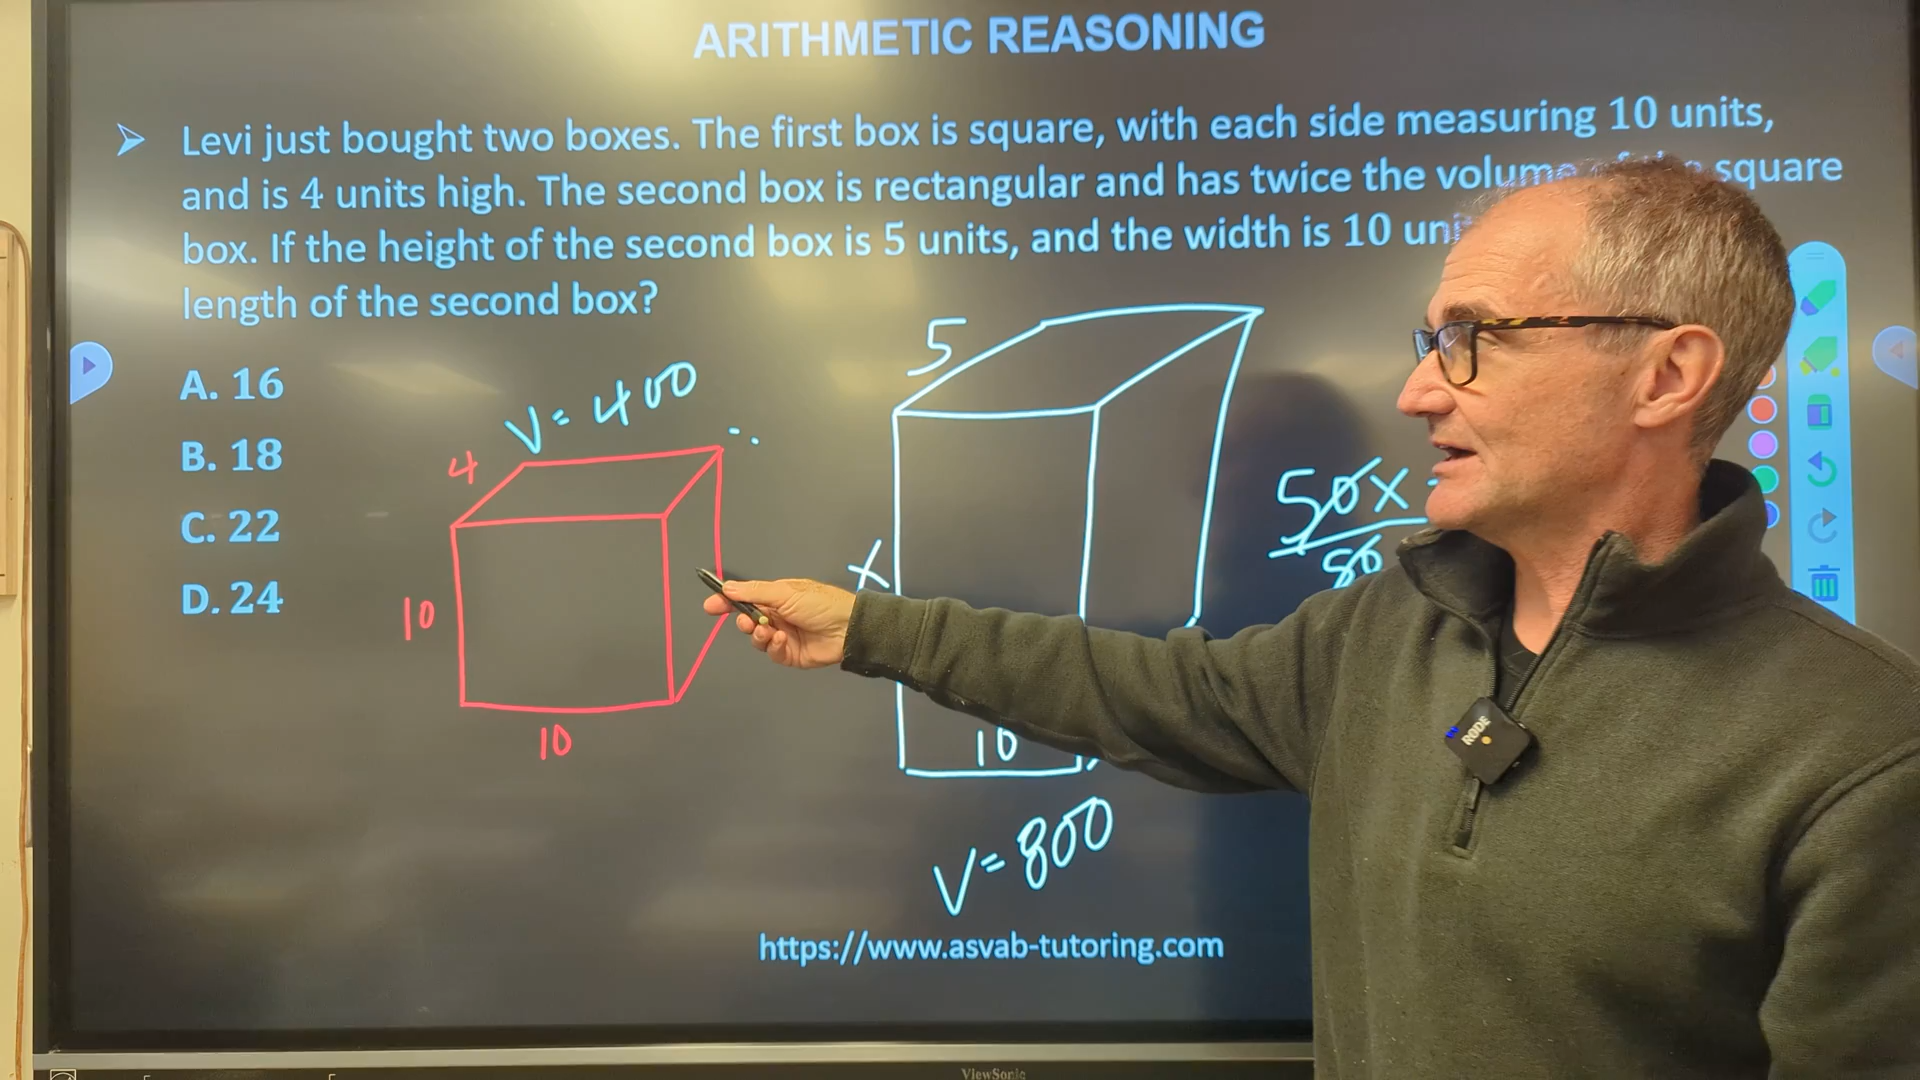 ARITHMETIC REASONING
Levi just bought two boxes. The first box is square, with each side measuring 10 units,
and is 4 units high. The second box is rectangular and has twice the volume square
box. If the height of the second box is 5 units, and the width is 10
length of the second box?
A. 16
B. 18
C. 22
D. 24
V = 400
4
10
10
5
X
10
V = 800
50X
50
https://www.asvab-tutoring.com
RODE
ViewSonic